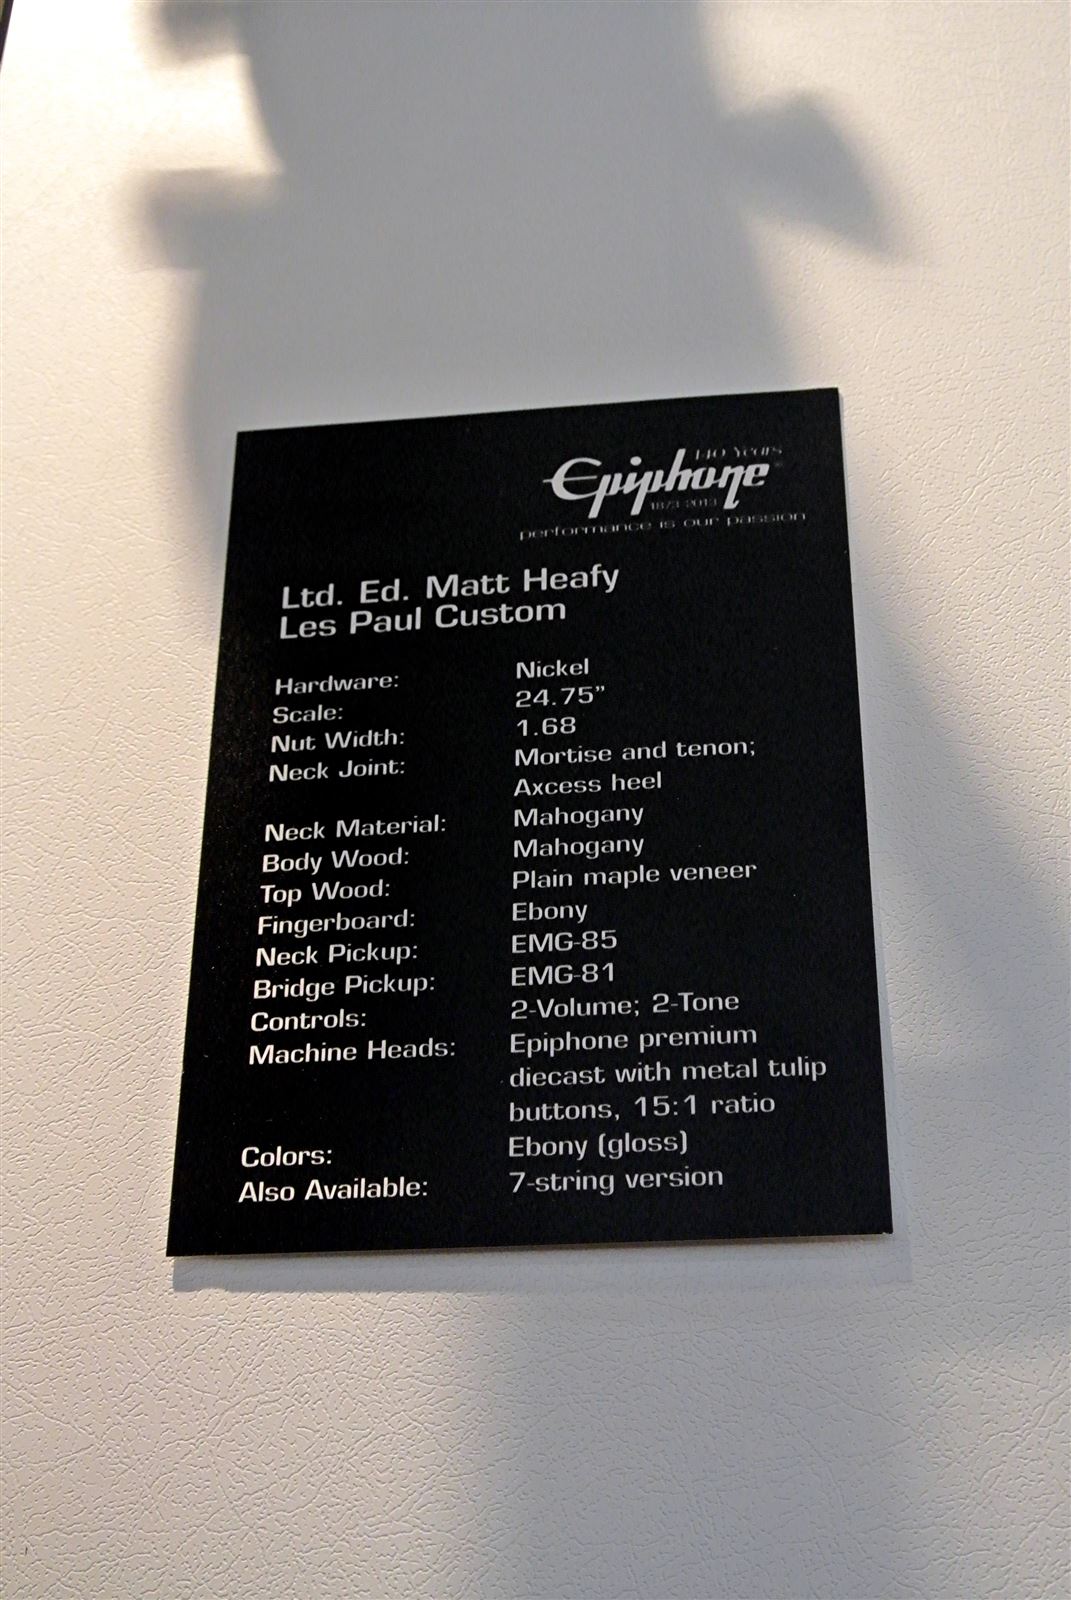 140 Years
Epiphone
1873-2013
performance is our passion
Ltd. Ed. Matt Heafy
Les Paul Custom
Hardware: Nickel
Scale: 24.75”
Nut Width: 1.68
Neck Joint: Mortise and tenon;
Axcess heel
Neck Material: Mahogany
Body Wood: Mahogany
Top Wood: Plain maple veneer
Fingerboard: Ebony
Neck Pickup: EMG-85
Bridge Pickup: EMG-81
Controls: 2-Volume; 2-Tone
Machine Heads: Epiphone premium
diecast with metal tulip
buttons, 15:1 ratio
Colors: Ebony (gloss)
Also Available: 7-string version